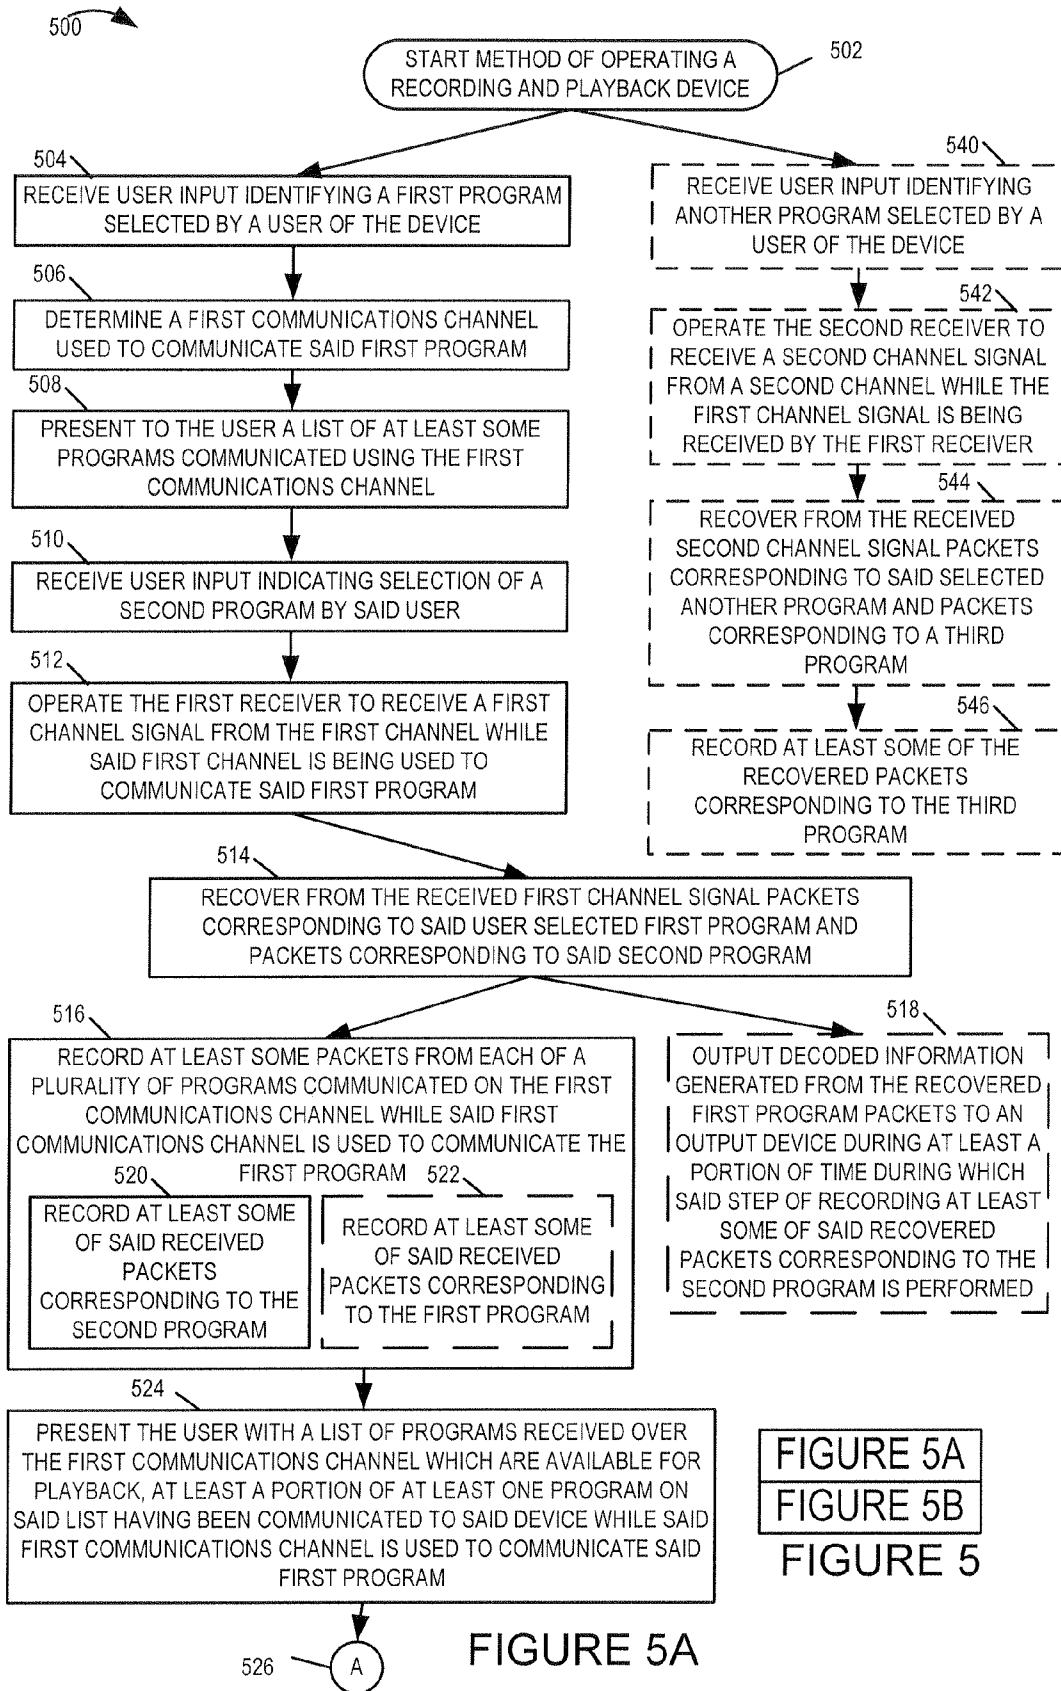 500
START METHOD OF OPERATING A
RECORDING AND PLAYBACK DEVICE
502
504
RECEIVE USER INPUT IDENTIFYING A FIRST PROGRAM
SELECTED BY A USER OF THE DEVICE
506
DETERMINE A FIRST COMMUNICATIONS CHANNEL
USED TO COMMUNICATE SAID FIRST PROGRAM
508
PRESENT TO THE USER A LIST OF AT LEAST SOME
PROGRAMS COMMUNICATED USING THE FIRST
COMMUNICATIONS CHANNEL
510
RECEIVE USER INPUT INDICATING SELECTION OF A
SECOND PROGRAM BY SAID USER
512
OPERATE THE FIRST RECEIVER TO RECEIVE A FIRST
CHANNEL SIGNAL FROM THE FIRST CHANNEL WHILE
SAID FIRST CHANNEL IS BEING USED TO
COMMUNICATE SAID FIRST PROGRAM
540
RECEIVE USER INPUT IDENTIFYING
ANOTHER PROGRAM SELECTED BY A
USER OF THE DEVICE
542
OPERATE THE SECOND RECEIVER TO
RECEIVE A SECOND CHANNEL SIGNAL
FROM A SECOND CHANNEL WHILE THE
FIRST CHANNEL SIGNAL IS BEING
RECEIVED BY THE FIRST RECEIVER
544
RECOVER FROM THE RECEIVED
SECOND CHANNEL SIGNAL PACKETS
CORRESPONDING TO SAID SELECTED
ANOTHER PROGRAM AND PACKETS
CORRESPONDING TO A THIRD
PROGRAM
546
RECORD AT LEAST SOME OF THE
RECOVERED PACKETS
CORRESPONDING TO THE THIRD
PROGRAM
514
RECOVER FROM THE RECEIVED FIRST CHANNEL SIGNAL PACKETS
CORRESPONDING TO SAID USER SELECTED FIRST PROGRAM AND
PACKETS CORRESPONDING TO SAID SECOND PROGRAM
516
RECORD AT LEAST SOME PACKETS FROM EACH OF A
PLURALITY OF PROGRAMS COMMUNICATED ON THE FIRST
COMMUNICATIONS CHANNEL WHILE SAID FIRST
COMMUNICATIONS CHANNEL IS USED TO COMMUNICATE THE
FIRST PROGRAM
520
RECORD AT LEAST SOME
OF SAID RECEIVED
PACKETS
CORRESPONDING TO THE
SECOND PROGRAM
522
RECORD AT LEAST SOME
OF SAID RECEIVED
PACKETS CORRESPONDING
TO THE FIRST PROGRAM
518
OUTPUT DECODED INFORMATION
GENERATED FROM THE RECOVERED
FIRST PROGRAM PACKETS TO AN
OUTPUT DEVICE DURING AT LEAST A
PORTION OF TIME DURING WHICH
SAID STEP OF RECORDING AT LEAST
SOME OF SAID RECOVERED
PACKETS CORRESPONDING TO THE
SECOND PROGRAM IS PERFORMED
524
PRESENT THE USER WITH A LIST OF PROGRAMS RECEIVED OVER
THE FIRST COMMUNICATIONS CHANNEL WHICH ARE AVAILABLE FOR
PLAYBACK, AT LEAST A PORTION OF AT LEAST ONE PROGRAM ON
SAID LIST HAVING BEEN COMMUNICATED TO SAID DEVICE WHILE SAID
FIRST COMMUNICATIONS CHANNEL IS USED TO COMMUNICATE SAID
FIRST PROGRAM
526
A
FIGURE 5A
FIGURE 5A
FIGURE 5B
FIGURE 5